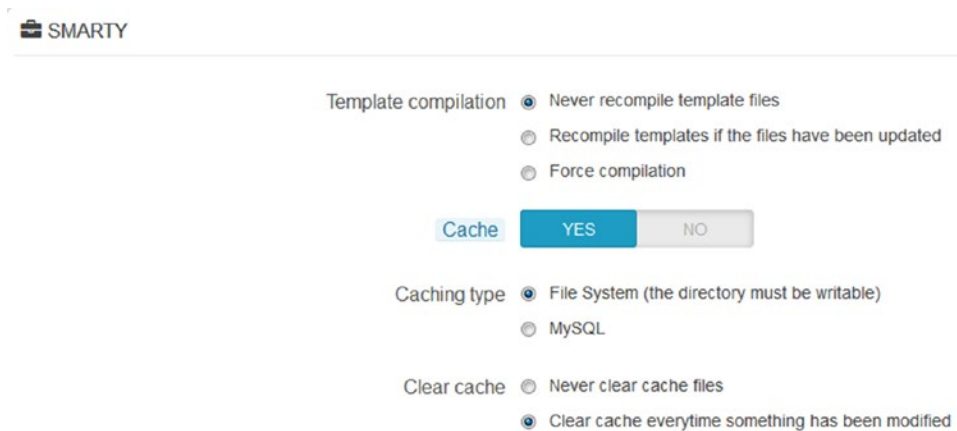 SMARTY
Template compilation Never recompile template files
Recompile templates if the files have been updated
Force compilation
Cache YES NO
Caching type File System (the directory must be writable)
MySQL
Clear cache Never clear cache files
Clear cache everytime something has been modified